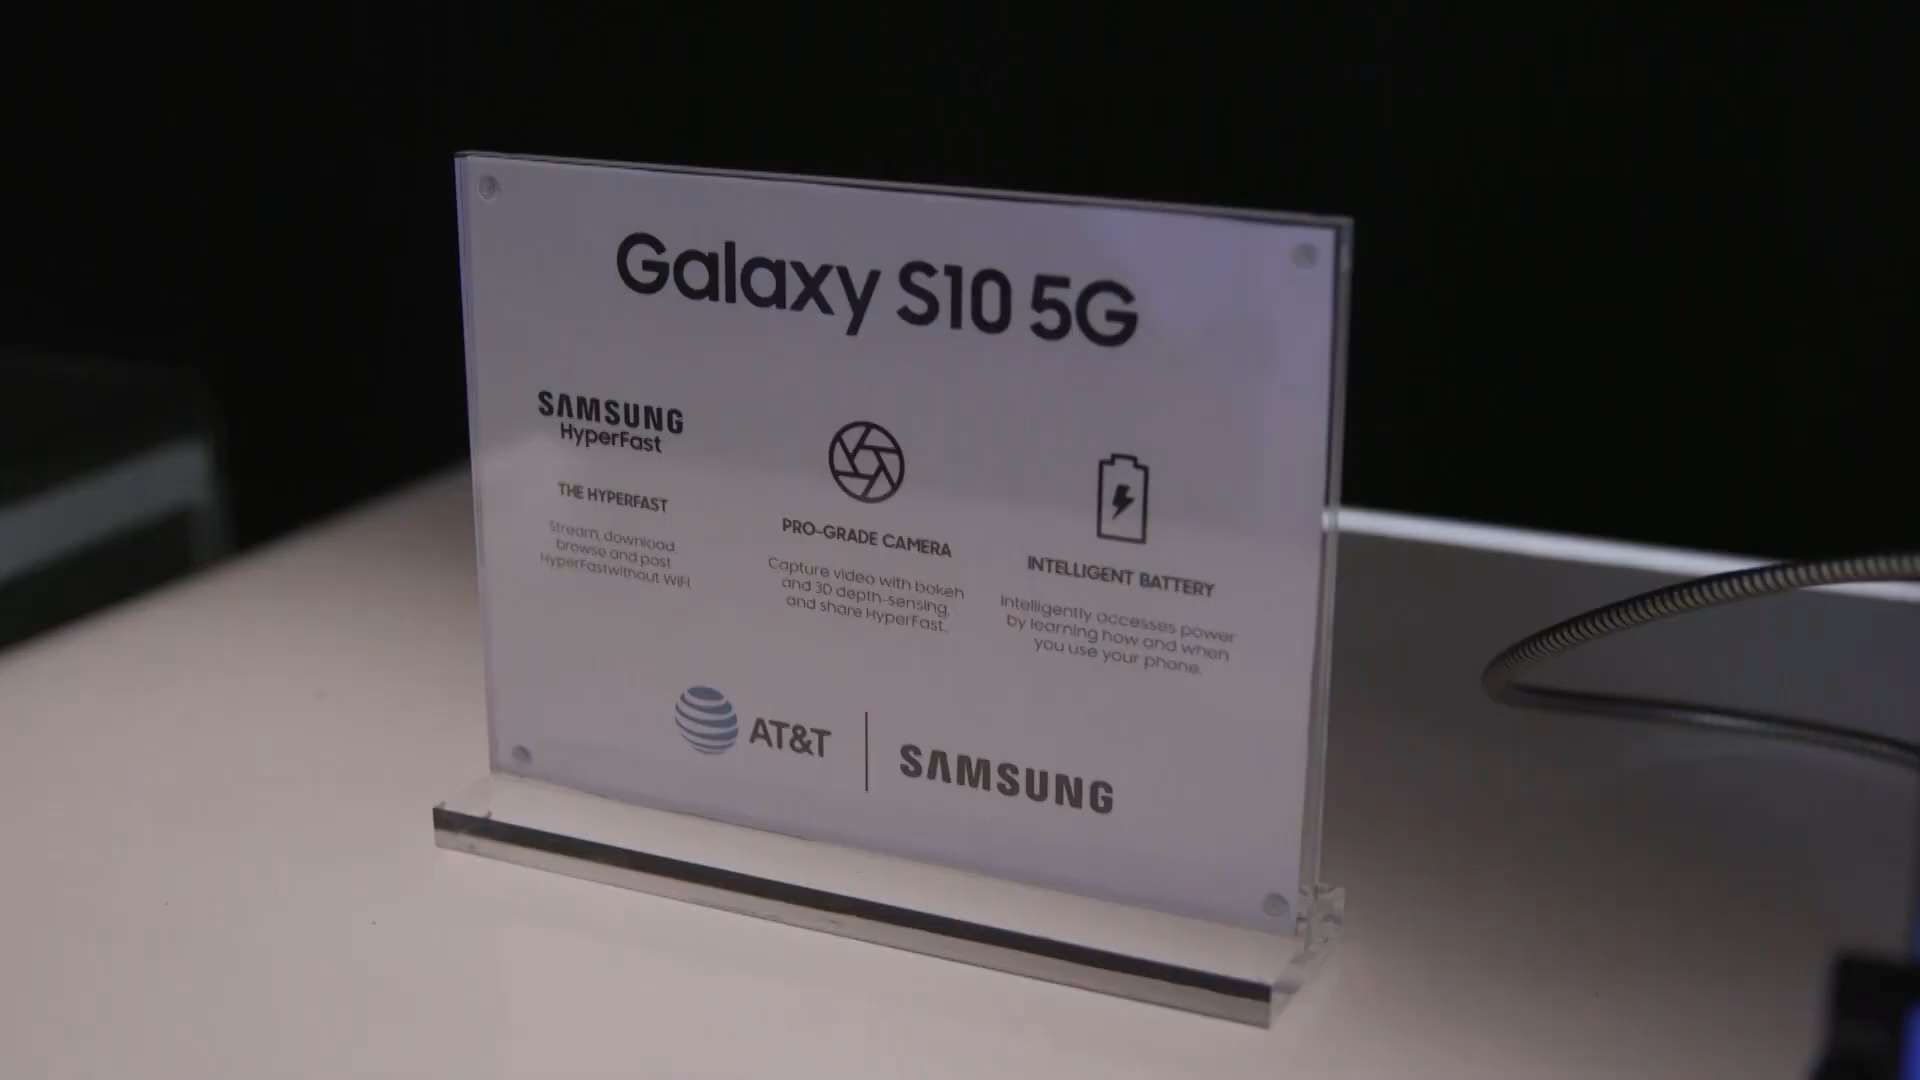 Galaxy S10 5G
SAMSUNG
HyperFast
THE HYPERFAST
Stream, download,
browse and post
HyperFastwithout WiFi.
PRO-GRADE CAMERA
Capture video with bokeh
and 3D depth-sensing,
and share HyperFast.
INTELLIGENT BATTERY
Intelligently accesses power
by learning how and when
you use your phone.
AT&T
SAMSUNG